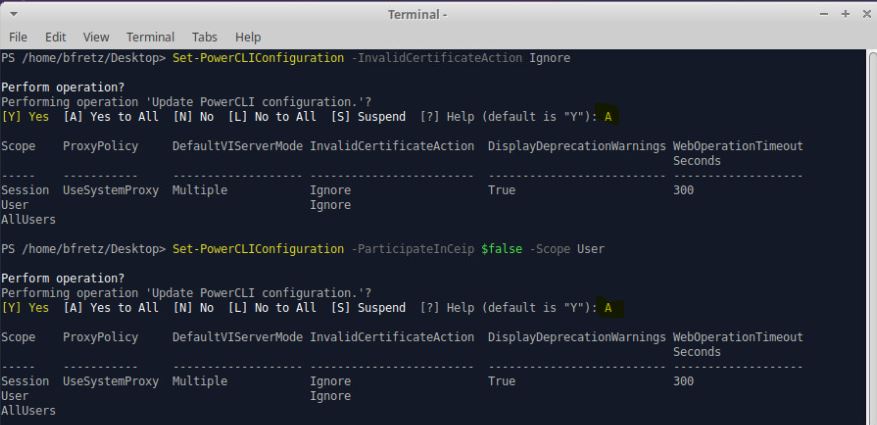 Terminal -
File Edit View Terminal Tabs Help
PS /home/bfretz/Desktop> Set-PowerCLIConfiguration -InvalidCertificateAction Ignore
Perform operation?
Performing operation 'Update PowerCLI configuration.'?
[Y] Yes [A] Yes to All [N] No [L] No to All [S] Suspend [?] Help (default is "Y"): A
Scope ProxyPolicy DefaultVIServerMode InvalidCertificateAction DisplayDeprecationWarnings WebOperationTimeout
Seconds
----- ----------- ------------------- ------------------------ -------------------------- -------------------
Session UseSystemProxy Multiple Ignore True 300
User Ignore
AllUsers
PS /home/bfretz/Desktop> Set-PowerCLIConfiguration -ParticipateInCeip $false -Scope User
Perform operation?
Performing operation 'Update PowerCLI configuration.'?
[Y] Yes [A] Yes to All [N] No [L] No to All [S] Suspend [?] Help (default is "Y"): A
Scope ProxyPolicy DefaultVIServerMode InvalidCertificateAction DisplayDeprecationWarnings WebOperationTimeout
Seconds
----- ----------- ------------------- ------------------------ -------------------------- -------------------
Session UseSystemProxy Multiple Ignore True 300
User Ignore
AllUsers